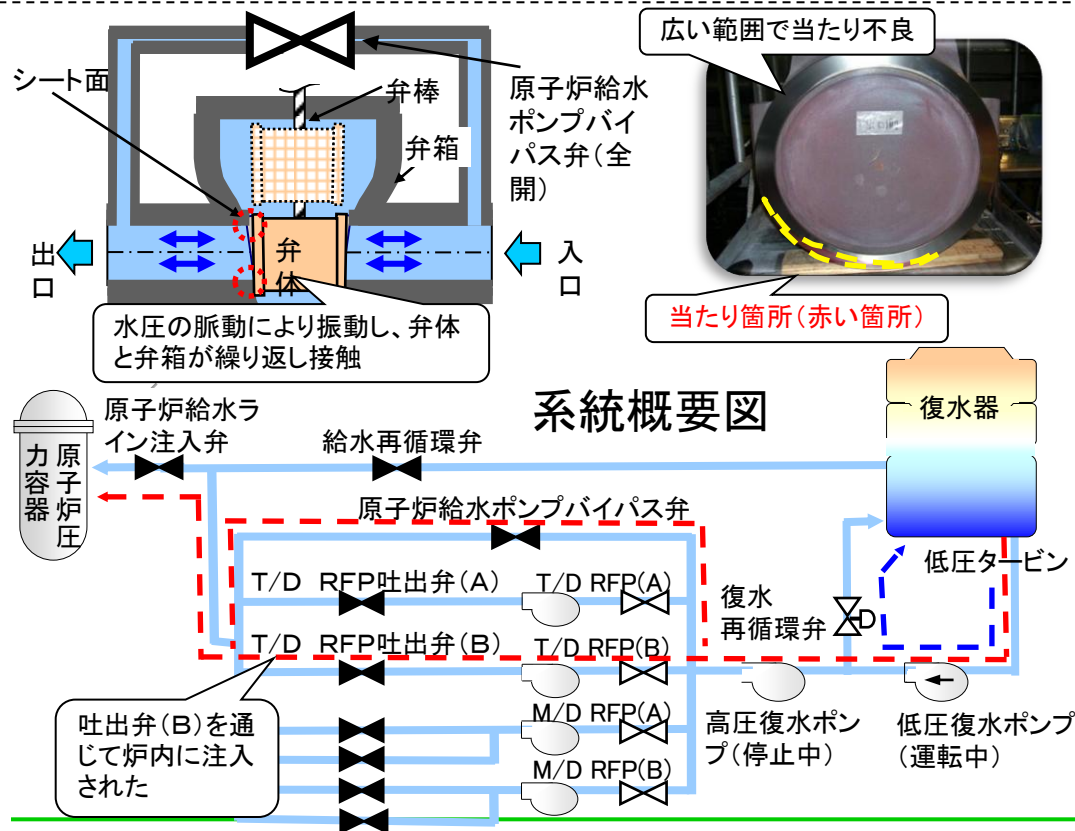 広い範囲で当たり不良
シート面
弁棒
弁箱
原子炉給水
ポンプバイ
パス弁(全
開)
出口
弁体
入口
水圧の脈動により振動し、弁体
と弁箱が繰り返し接触
当たり箇所(赤い箇所)
系統概要図
原子炉圧力容器
原子炉給水ラ
イン注入弁
給水再循環弁
復水器
原子炉給水ポンプバイパス弁
低圧タービン
T/D RFP吐出弁(A)
T/D RFP(A)
復水
再循環弁
T/D RFP吐出弁(B)
T/D RFP(B)
吐出弁(B)を通
じて炉内に注入
された
M/D RFP(A)
M/D RFP(B)
高圧復水ポン
プ(停止中)
低圧復水ポンプ
(運転中)